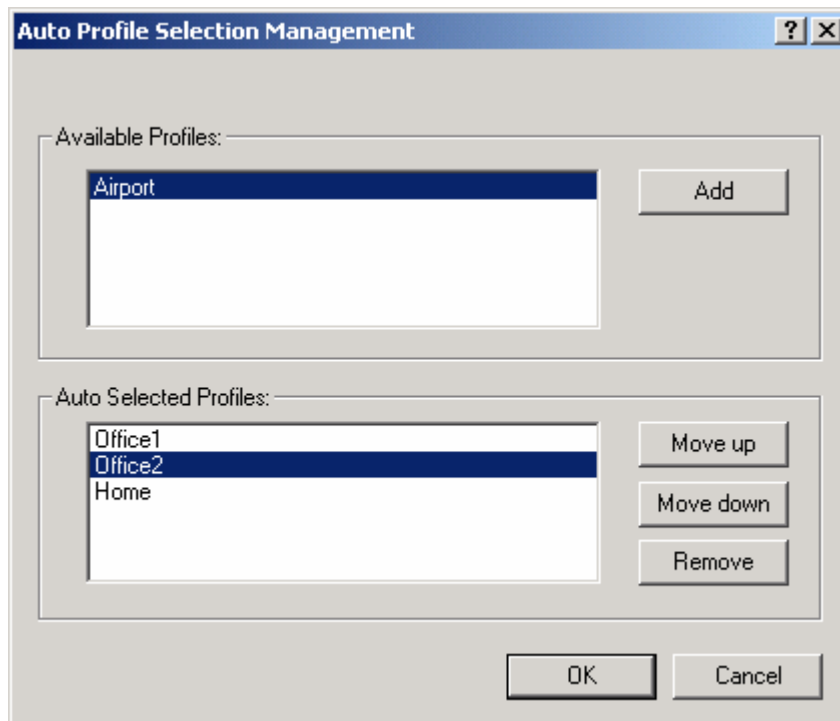 Auto Profile Selection Management
Available Profiles:
Airport
Add
Auto Selected Profiles:
Office1
Office2
Home
Move up
Move down
Remove
OK
Cancel